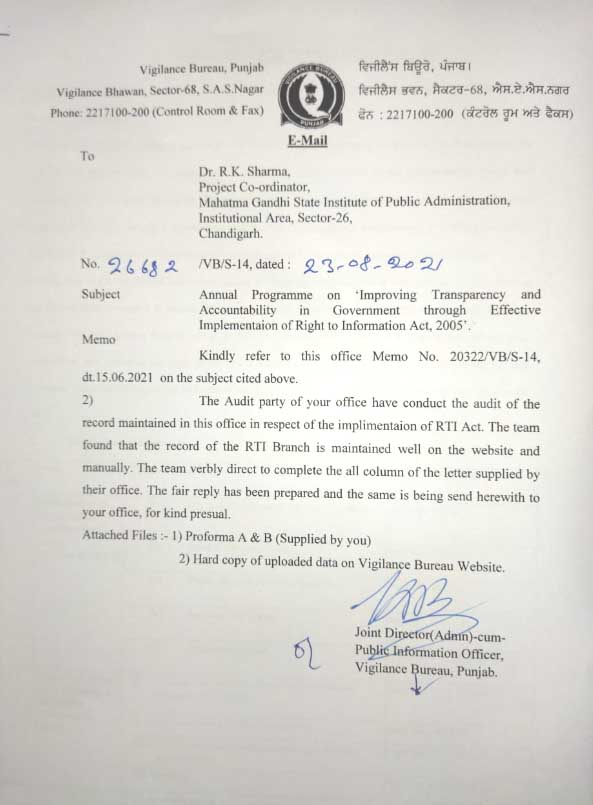 Vigilance Bureau, Punjab
Vigilance Bhawan, Sector-68, S.A.S.Nagar
Phone: 2217100-200 (Control Room & Fax)
VIGILANCE BUREAU
PUNJAB
ਵਿਜੀਲੈਂਸ ਬਿਊਰੋ, ਪੰਜਾਬ।
ਵਿਜੀਲੈਂਸ ਭਵਨ, ਸੈਕਟਰ-68, ਐਸ.ਏ.ਐਸ.ਨਗਰ
ਫੋਨ : 2217100-200 (ਕੰਟਰੋਲ ਰੂਮ ਅਤੇ ਫੈਕਸ)
E-Mail
To
Dr. R.K. Sharma,
Project Co-ordinator,
Mahatma Gandhi State Institute of Public Administration,
Institutional Area, Sector-26,
Chandigarh.
No. 26682 /VB/S-14, dated : 23-08-2021
Subject Annual Programme on ‘Improving Transparency and
Accountability in Government through Effective
Implementaion of Right to Information Act, 2005’.
Memo
Kindly refer to this office Memo No. 20322/VB/S-14,
dt.15.06.2021 on the subject cited above.
2) The Audit party of your office have conduct the audit of the
record maintained in this office in respect of the implimentaion of RTI Act. The team
found that the record of the RTI Branch is maintained well on the website and
manually. The team verbly direct to complete the all column of the letter supplied by
their office. The fair reply has been prepared and the same is being send herewith to
your office, for kind presual.
Attached Files :- 1) Proforma A & B (Supplied by you)
2) Hard copy of uploaded data on Vigilance Bureau Website.
Joint Director(Admn)-cum-
Public Information Officer,
Vigilance Bureau, Punjab.